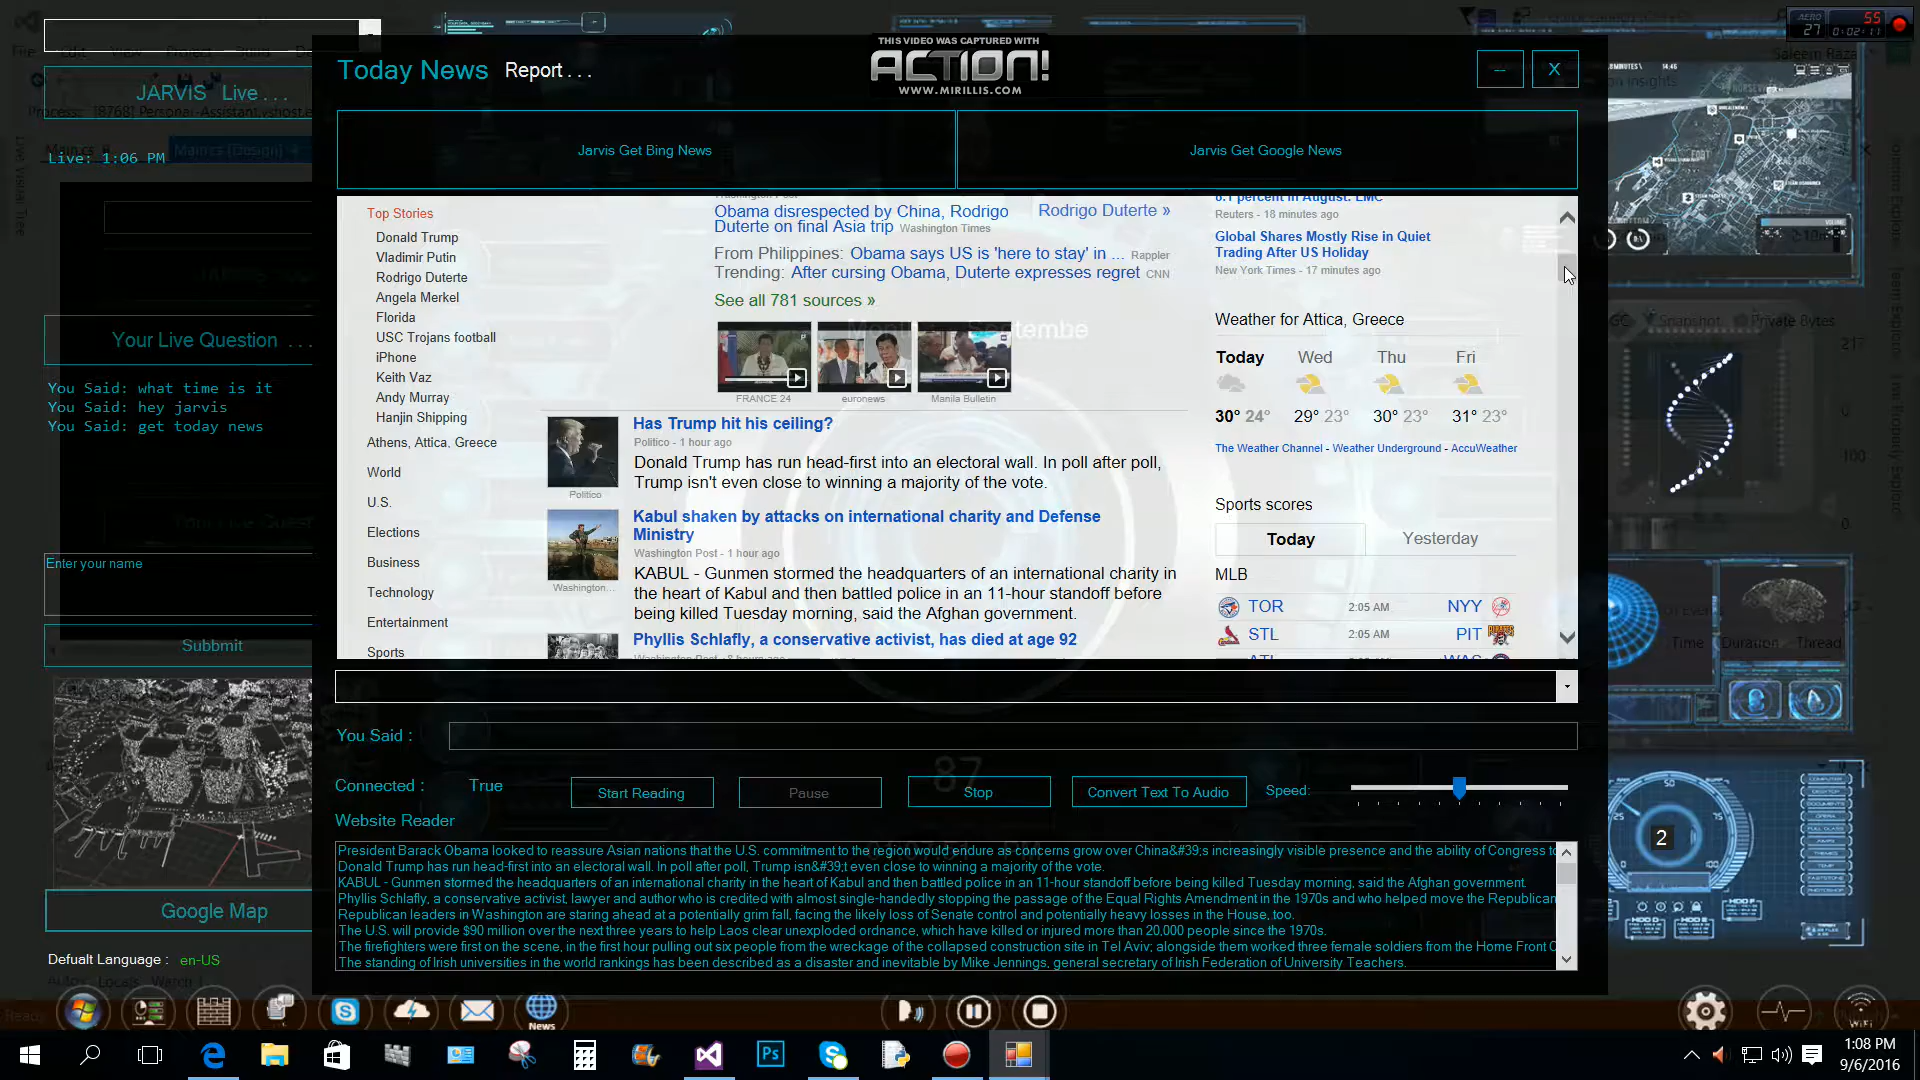 THIS VIDEO WAS CAPTURED WITH
ACTION!
WWW.MIRILLIS.COM
AERO
27
55
0:02:11
Saleem Raza
JARVIS Live . . .
Live: 1:06 PM
Your Live Question . . .
You Said: what time is it
You Said: hey jarvis
You Said: get today news
Enter your name
Subbmit
Google Map
Defualt Language : en-US
Today News Report . . .
–
X
Jarvis Get Bing News
Jarvis Get Google News
Top Stories
Donald Trump
Vladimir Putin
Rodrigo Duterte
Angela Merkel
Florida
USC Trojans football
iPhone
Keith Vaz
Andy Murray
Hanjin Shipping
Athens, Attica, Greece
World
U.S.
Elections
Business
Technology
Entertainment
Sports
Obama disrespected by China, Rodrigo
Duterte on final Asia trip Washington Times
Rodrigo Duterte »
From Philippines: Obama says US is 'here to stay' in ... Rappler
Trending: After cursing Obama, Duterte expresses regret CNN
See all 781 sources »
FRANCE 24
euronews
Manila Bulletin
Has Trump hit his ceiling?
Politico - 1 hour ago
Donald Trump has run head-first into an electoral wall. In poll after poll,
Trump isn't even close to winning a majority of the vote.
Politico
Kabul shaken by attacks on international charity and Defense
Ministry
Washington Post - 1 hour ago
KABUL - Gunmen stormed the headquarters of an international charity in
the heart of Kabul and then battled police in an 11-hour standoff before
being killed Tuesday morning, said the Afghan government.
Washington...
Phyllis Schlafly, a conservative activist, has died at age 92
8.1 percent in August: LMC
Reuters - 18 minutes ago
Global Shares Mostly Rise in Quiet
Trading After US Holiday
New York Times - 17 minutes ago
Weather for Attica, Greece
Today Wed Thu Fri
30° 24° 29° 23° 30° 23° 31° 23°
The Weather Channel - Weather Underground - AccuWeather
Sports scores
Today Yesterday
MLB
TOR 2:05 AM NYY
STL 2:05 AM PIT
You Said :
Connected : True
Start Reading
Pause
Stop
Convert Text To Audio
Speed:
Website Reader
President Barack Obama looked to reassure Asian nations that the U.S. commitment to the region would endure as concerns grow over China&#39;s increasingly visible presence and the ability of Congress to
Donald Trump has run head-first into an electoral wall. In poll after poll, Trump isn&#39;t even close to winning a majority of the vote.
KABUL - Gunmen stormed the headquarters of an international charity in the heart of Kabul and then battled police in an 11-hour standoff before being killed Tuesday morning, said the Afghan government.
Phyllis Schlafly, a conservative activist, lawyer and author who is credited with almost single-handedly stopping the passage of the Equal Rights Amendment in the 1970s and who helped move the Republican
Republican leaders in Washington are staring ahead at a potentially grim fall, facing the likely loss of Senate control and potentially heavy losses in the House, too.
The U.S. will provide $90 million over the next three years to help Laos clear unexploded ordnance, which have killed or injured more than 20,000 people since the 1970s.
The firefighters were first on the scene, in the first hour pulling out six people from the wreckage of the collapsed construction site in Tel Aviv; alongside them worked three female soldiers from the Home Front C
The standing of Irish universities in the world rankings has been described as a disaster and inevitable by Mike Jennings, general secretary of Irish Federation of University Teachers.
Snapshot
Private Bytes
Time Duration Thread
2
News
WiFi
Ps
1:08 PM
9/6/2016